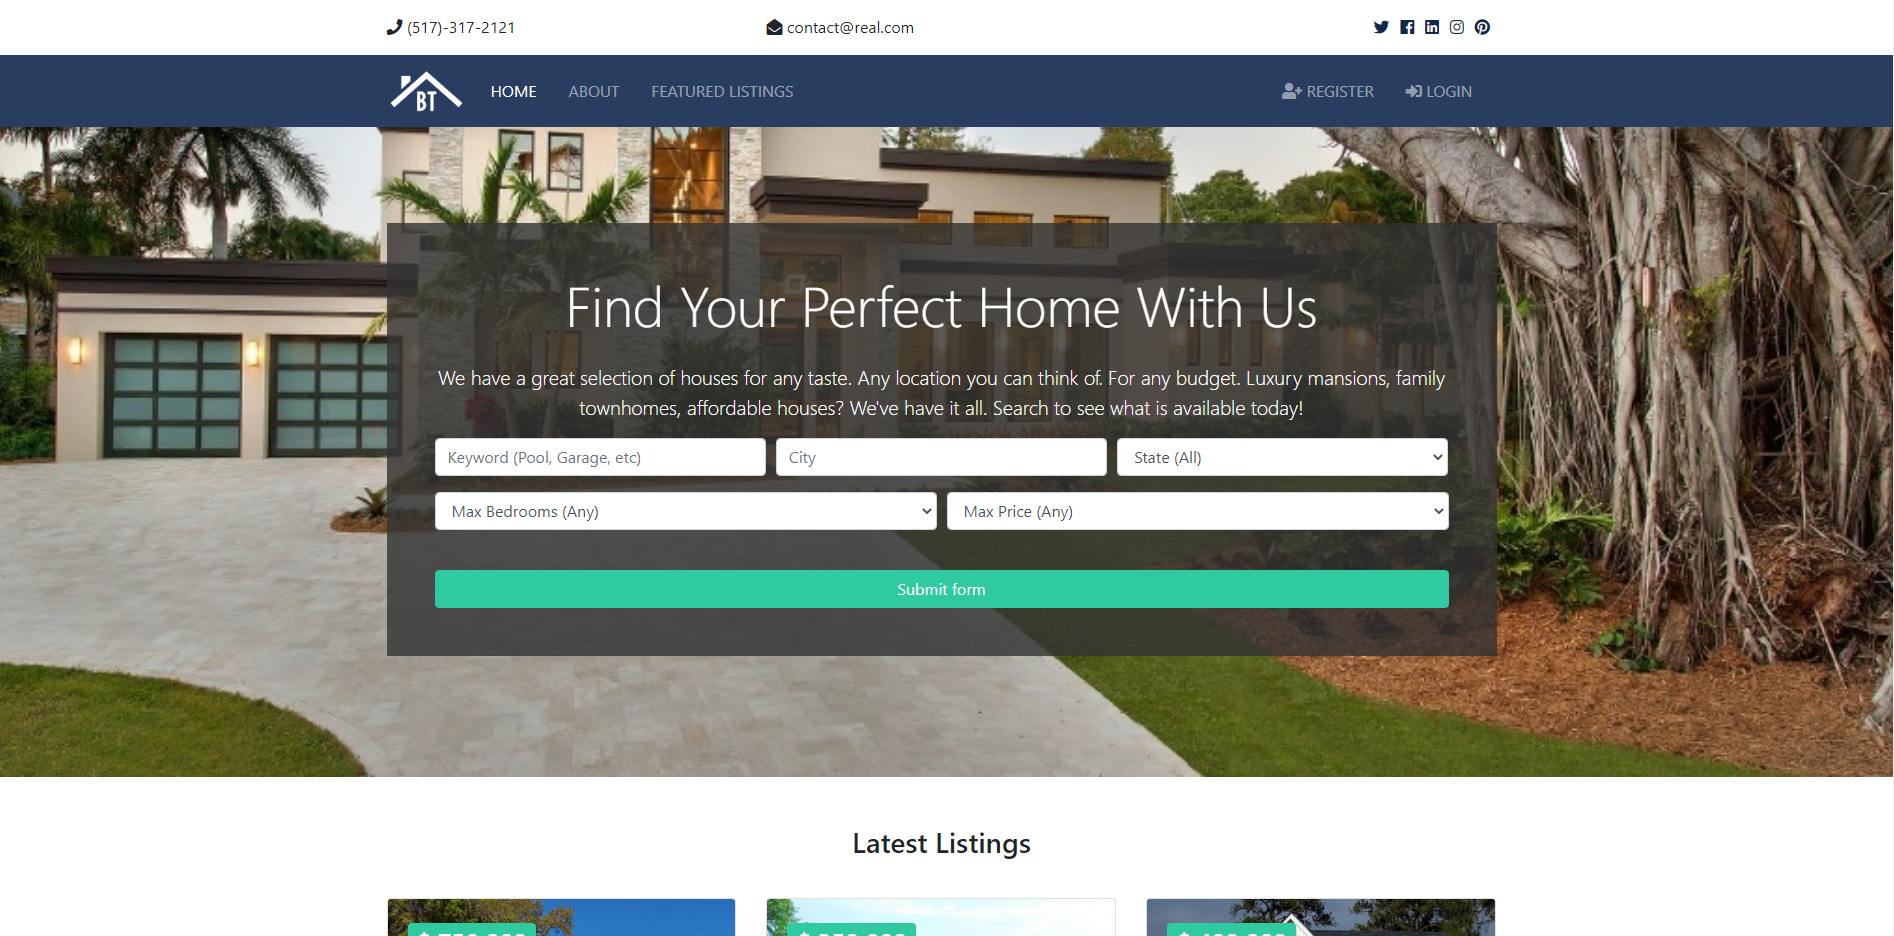 (517)-317-2121
contact@real.com
BT
HOME
ABOUT
FEATURED LISTINGS
REGISTER
LOGIN
Find Your Perfect Home With Us
We have a great selection of houses for any taste. Any location you can think of. For any budget. Luxury mansions, family
townhomes, affordable houses? We've have it all. Search to see what is available today!
Keyword (Pool, Garage, etc)
City
State (All)
Max Bedrooms (Any)
Max Price (Any)
Submit form
Latest Listings